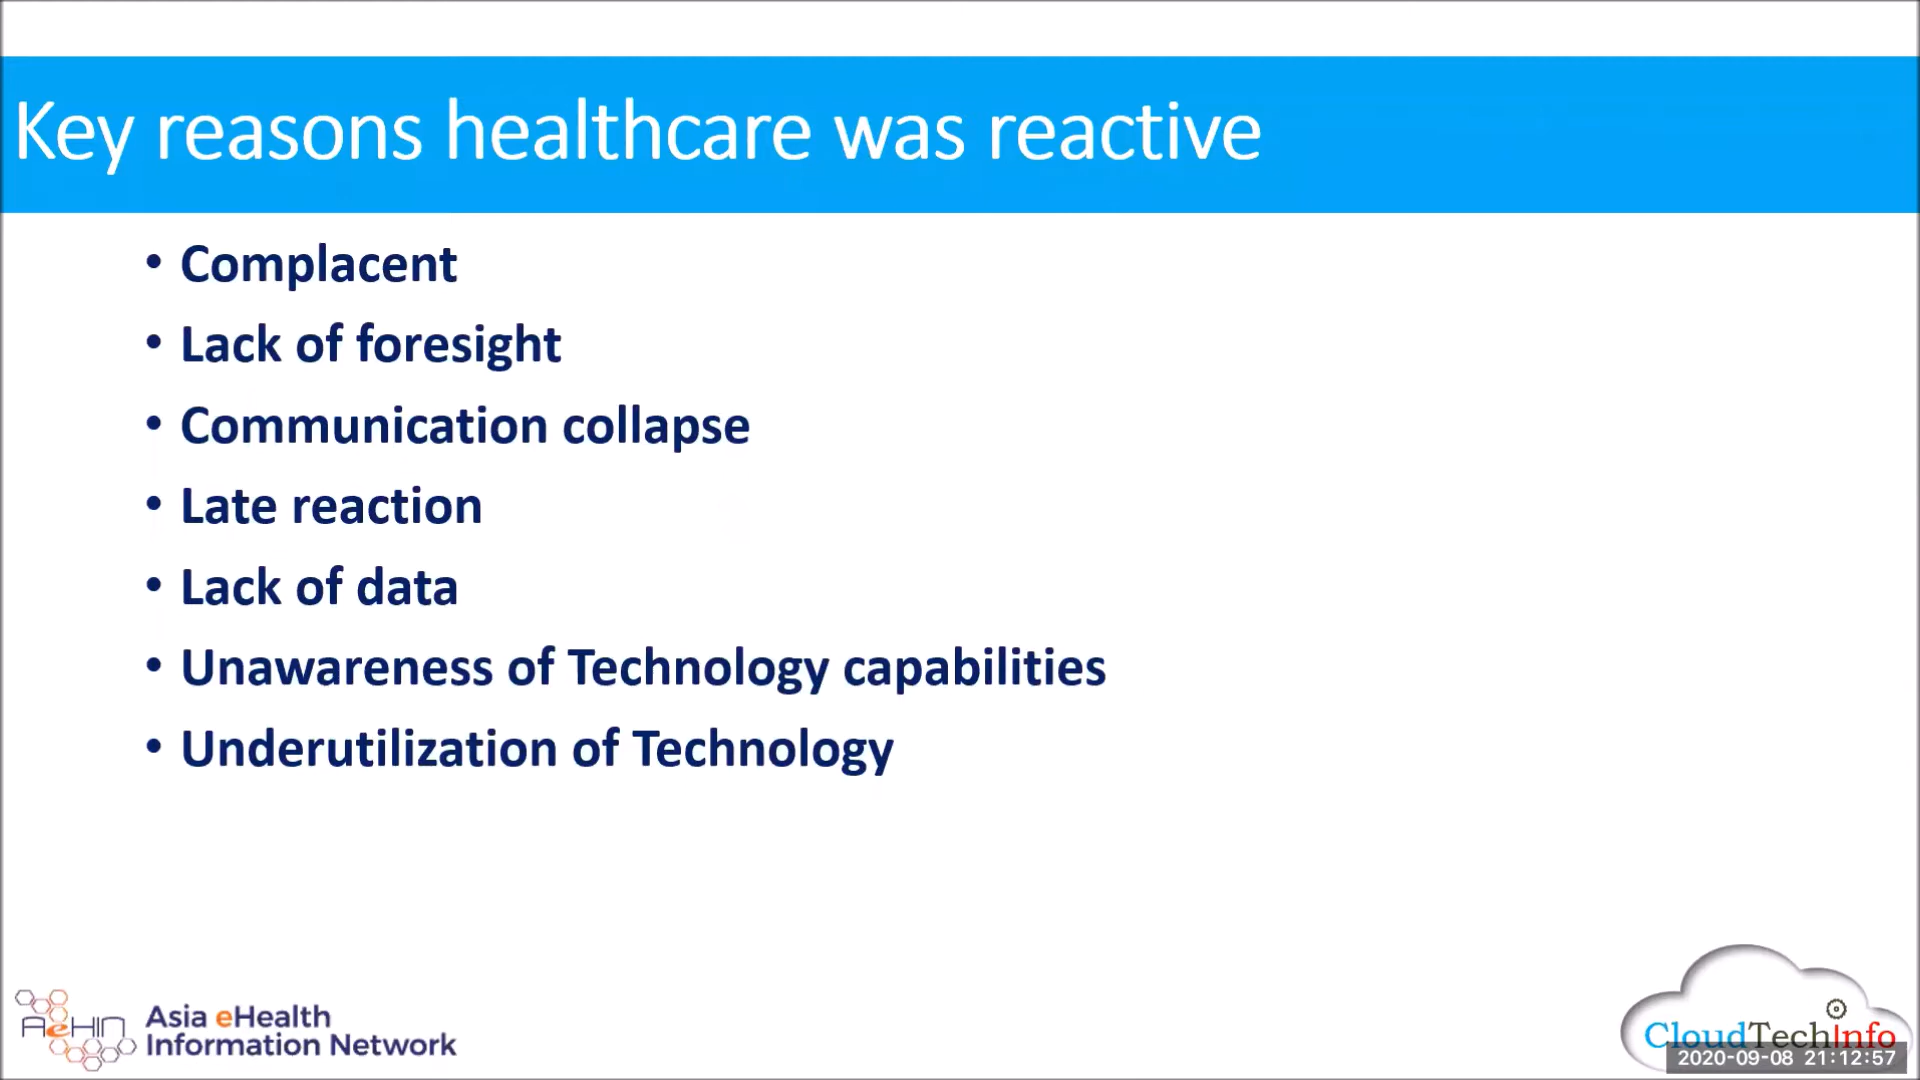 Key reasons healthcare was reactive
• Complacent
• Lack of foresight
• Communication collapse
• Late reaction
• Lack of data
• Unawareness of Technology capabilities
• Underutilization of Technology
AeHIN
Asia eHealth
Information Network
CloudTechInfo
2020-09-08 21:12:57